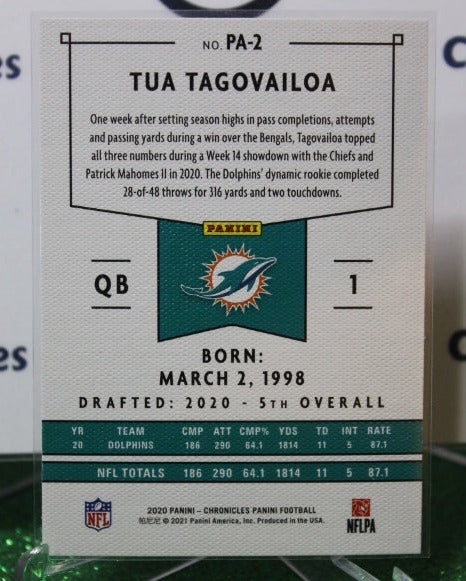 NO. PA-2
TUA TAGOVAILOA
One week after setting season highs in pass completions, attempts
and passing yards during a win over the Bengals, Tagovailoa topped
all three numbers during a Week 14 showdown with the Chiefs and
Patrick Mahomes II in 2020. The Dolphins' dynamic rookie completed
28-of-48 throws for 316 yards and two touchdowns.
PANINI
QB 1
BORN:
MARCH 2, 1998
DRAFTED: 2020 - 5TH OVERALL
YR TEAM CMP ATT CMP% YDS TD INT RATE
20 DOLPHINS 186 290 64.1 1814 11 5 87.1
NFL TOTALS 186 290 64.1 1814 11 5 87.1
2020 PANINI – CHRONICLES PANINI FOOTBALL
帕尼尼 © 2021 Panini America, Inc. Produced in the USA.
NFL
NFLPA